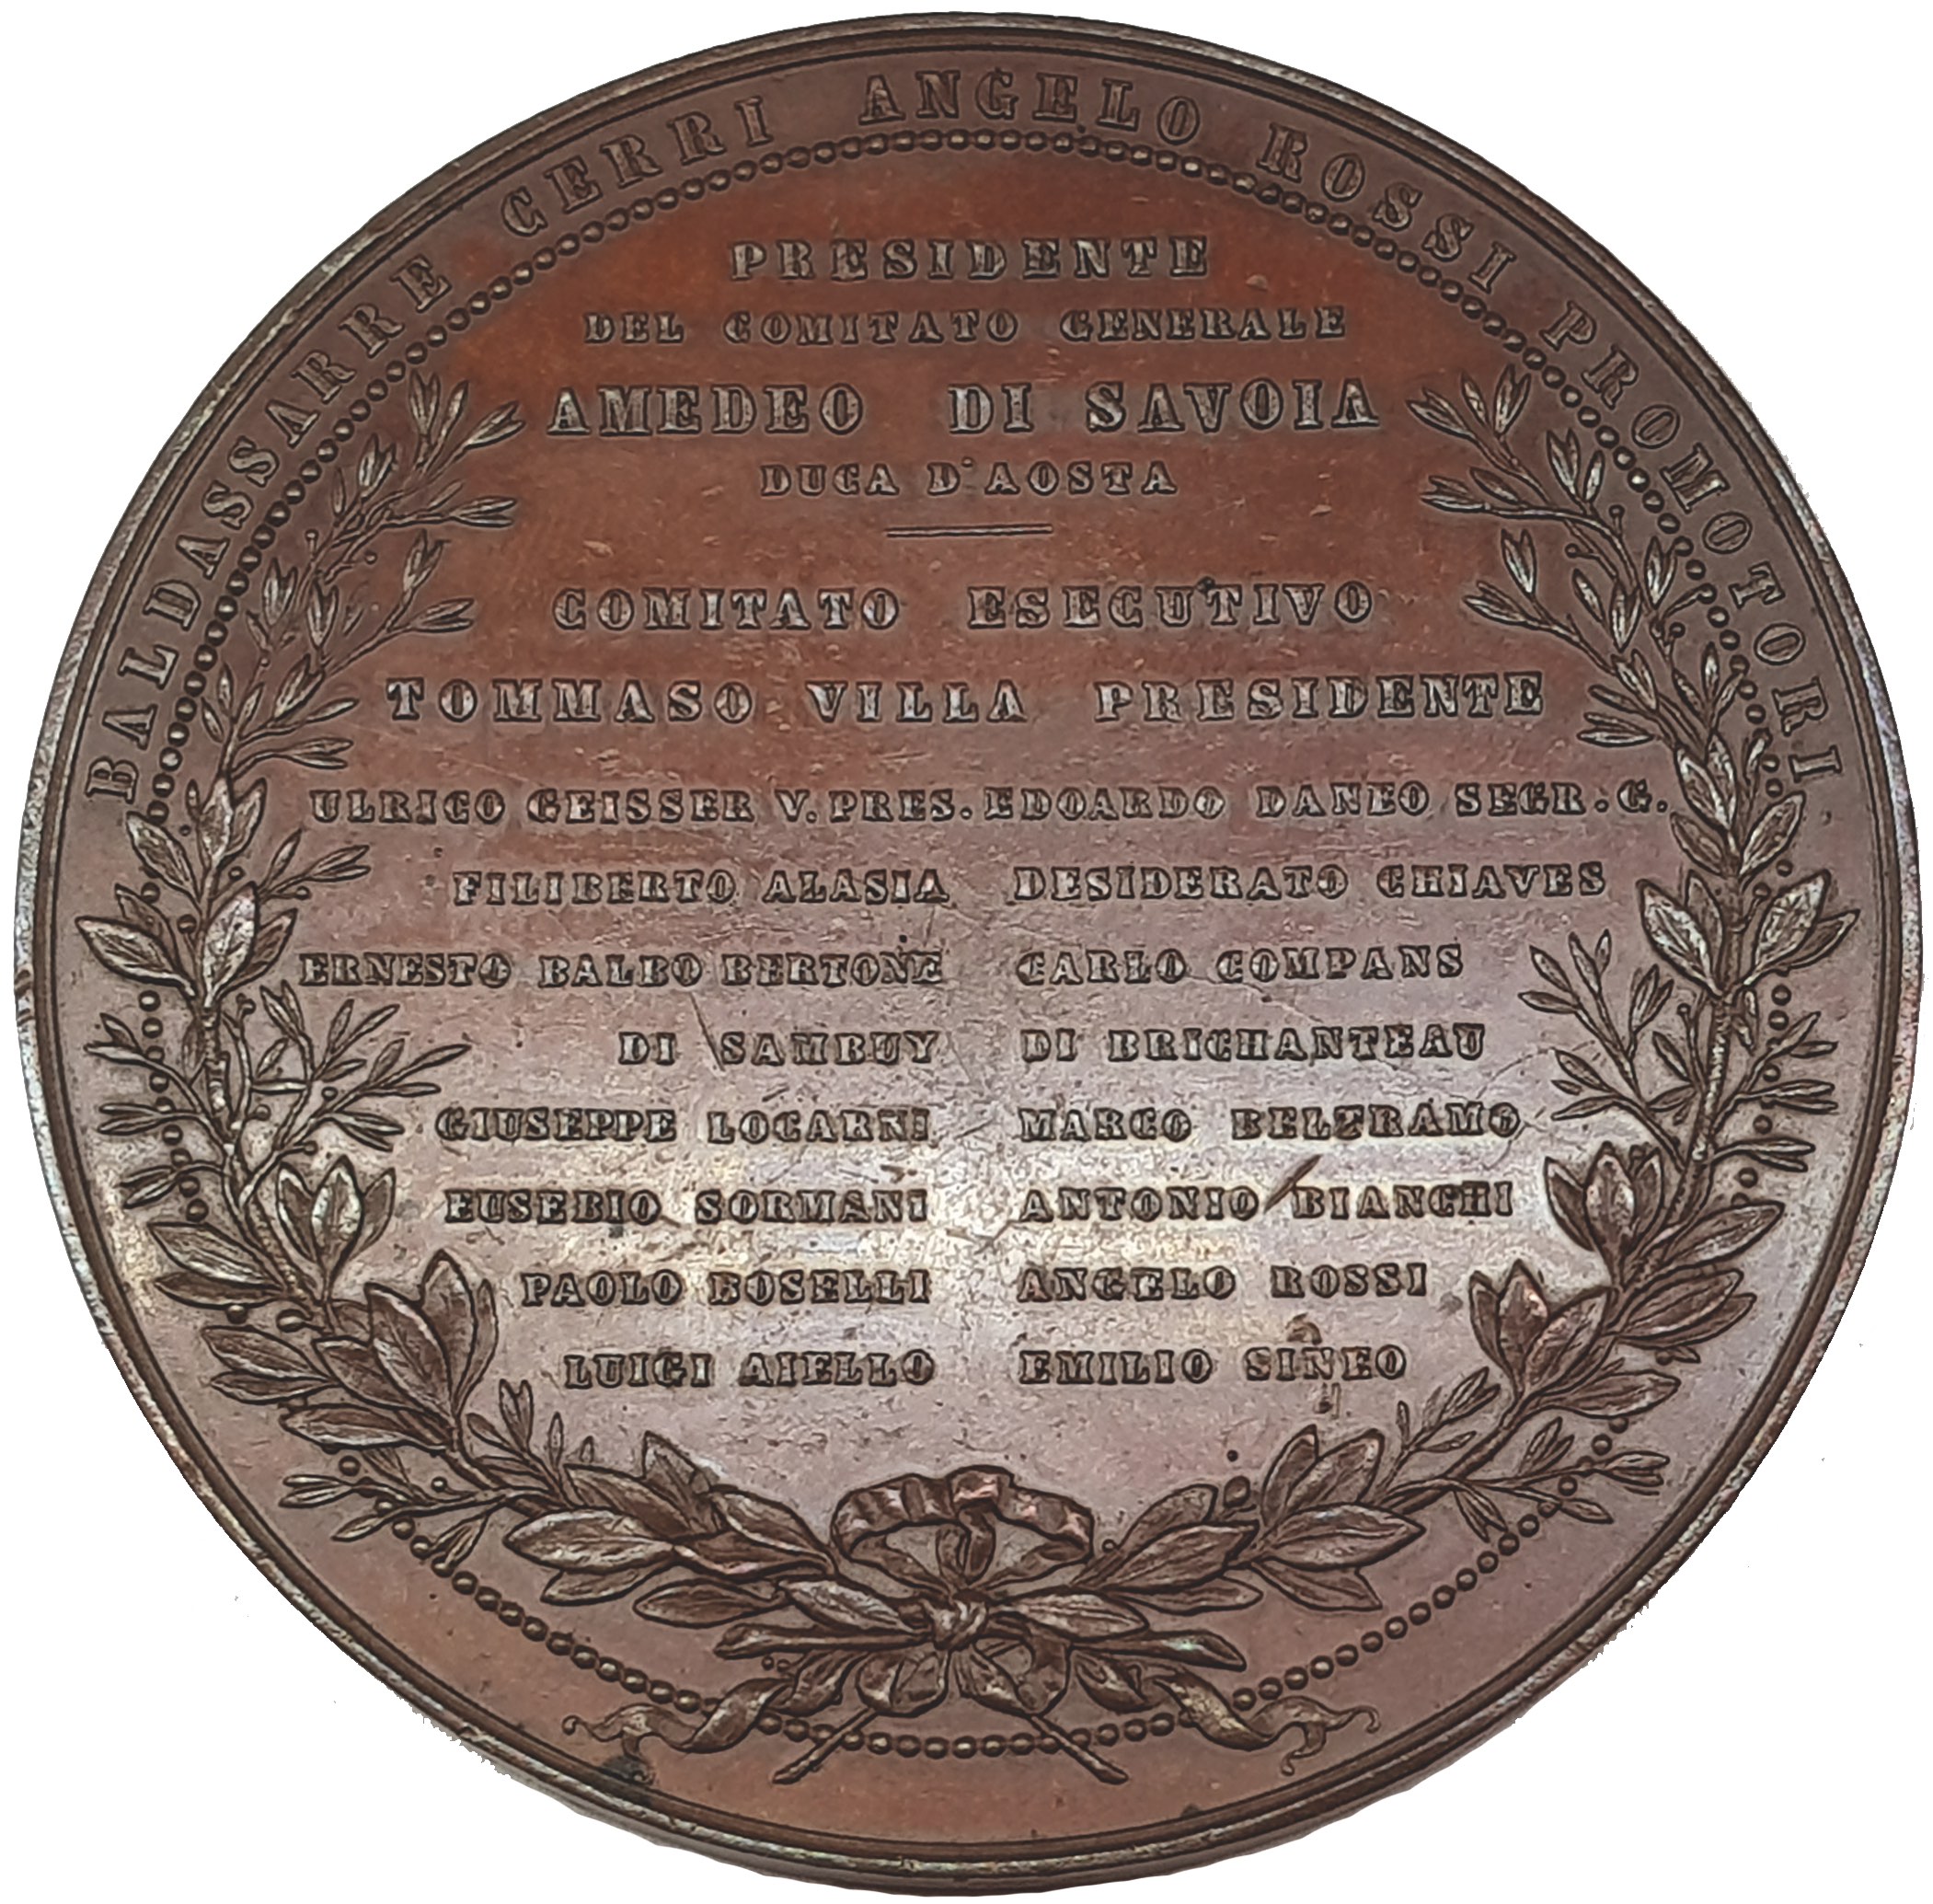 BALDASSARRE CERRI ANGELO ROSSI PROMOTORI
PRESIDENTE
DEL COMITATO GENERALE
AMEDEO DI SAVOIA
DUCA D'AOSTA
COMITATO ESECUTIVO
TOMMASO VILLA PRESIDENTE
ULRICO GEISSER V. PRES. EDOARDO DANEO SEGR. G.
FILIBERTO ALASIA DESIDERATO CHIAVES
ERNESTO BALBO BERTONE CARLO COMPANS
DI SAMBUY DI BRICHANTEAU
GIUSEPPE LOCARNI MARCO BELTRAMO
EUSEBIO SORMANI ANTONIO BIANCHI
PAOLO BOSELLI ANGELO ROSSI
LUIGI AIELLO EMILIO SINEO